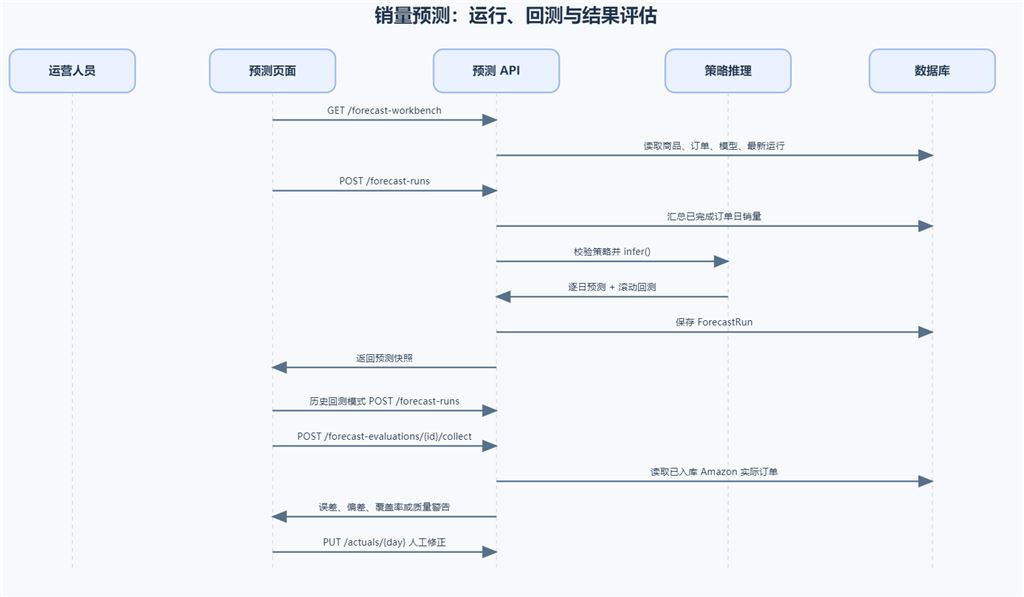 销量预测：运行、回测与结果评估
运营人员
预测页面
预测 API
策略推理
数据库
GET /forecast-workbench
读取商品、订单、模型、最新运行
POST /forecast-runs
汇总已完成订单日销量
校验策略并 infer()
逐日预测 + 滚动回测
保存 ForecastRun
返回预测快照
历史回测模式 POST /forecast-runs
POST /forecast-evaluations/{id}/collect
读取已入库 Amazon 实际订单
误差、偏差、覆盖率或质量警告
PUT /actuals/{day} 人工修正